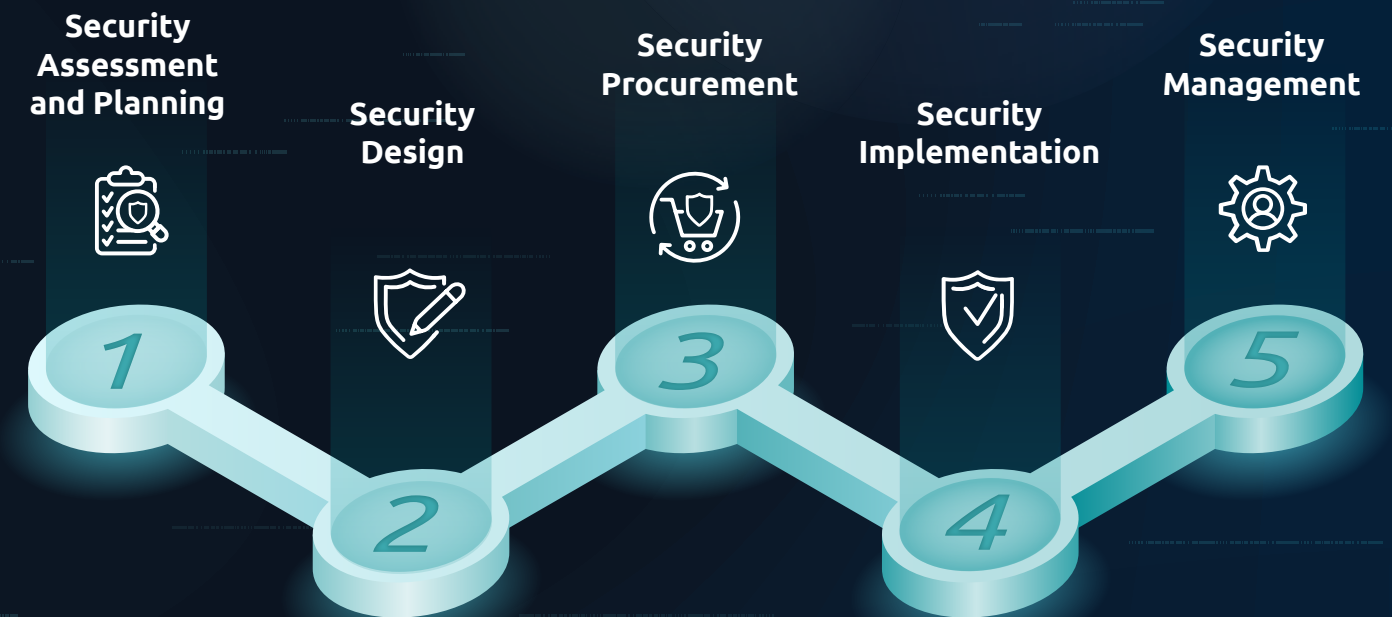 Security
Assessment
and Planning
1
Security
Design
2
Security
Procurement
3
Security
Implementation
4
Security
Management
5